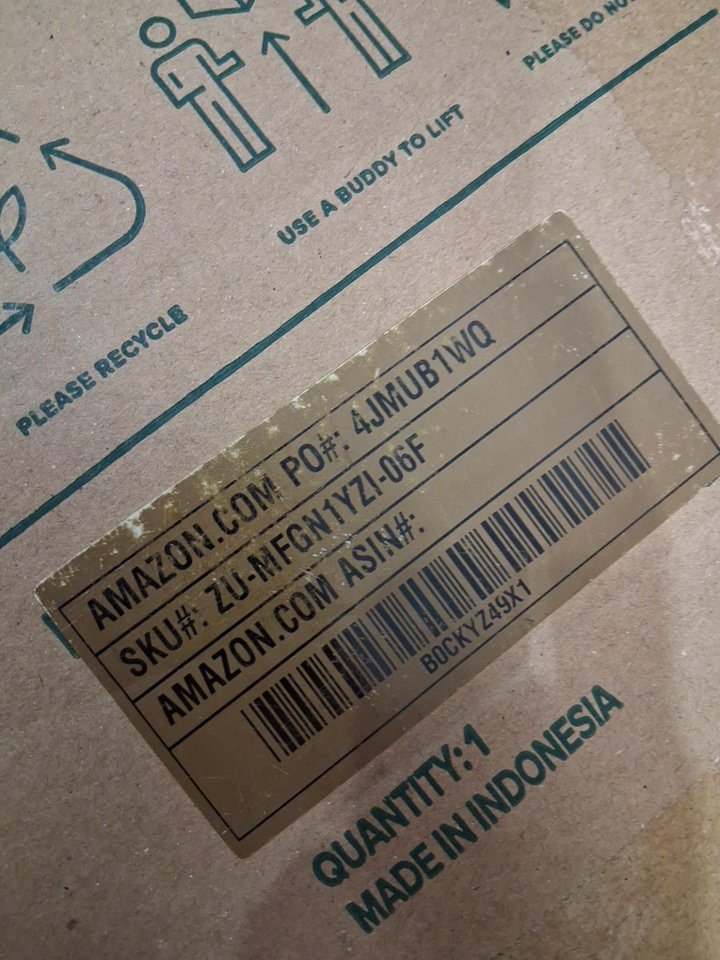 PLEASE DO
USE A BUDDY TO LIFT
PLEASE RECYCLE
AMAZON.COM PO#: 4JMUB1WQ
SKU#: ZU-MFGN1YZI-06F
AMAZON.COM ASIN#:
B0CKYZ49X1
QUANTITY: 1
MADE IN INDONESIA